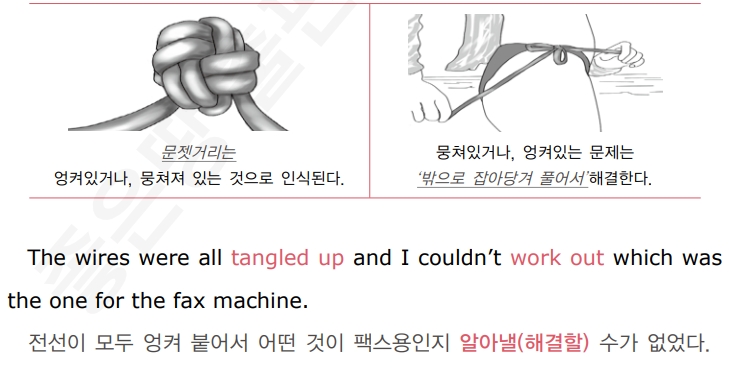 문젯거리는
엉켜있거나, 뭉쳐져 있는 것으로 인식된다.
뭉쳐있거나, 엉켜있는 문제는
‘밖으로 잡아당겨 풀어서’해결한다.
The wires were all tangled up and I couldn’t work out which was
the one for the fax machine.
전선이 모두 엉켜 붙어서 어떤 것이 팩스용인지 알아낼(해결할) 수가 없었다.